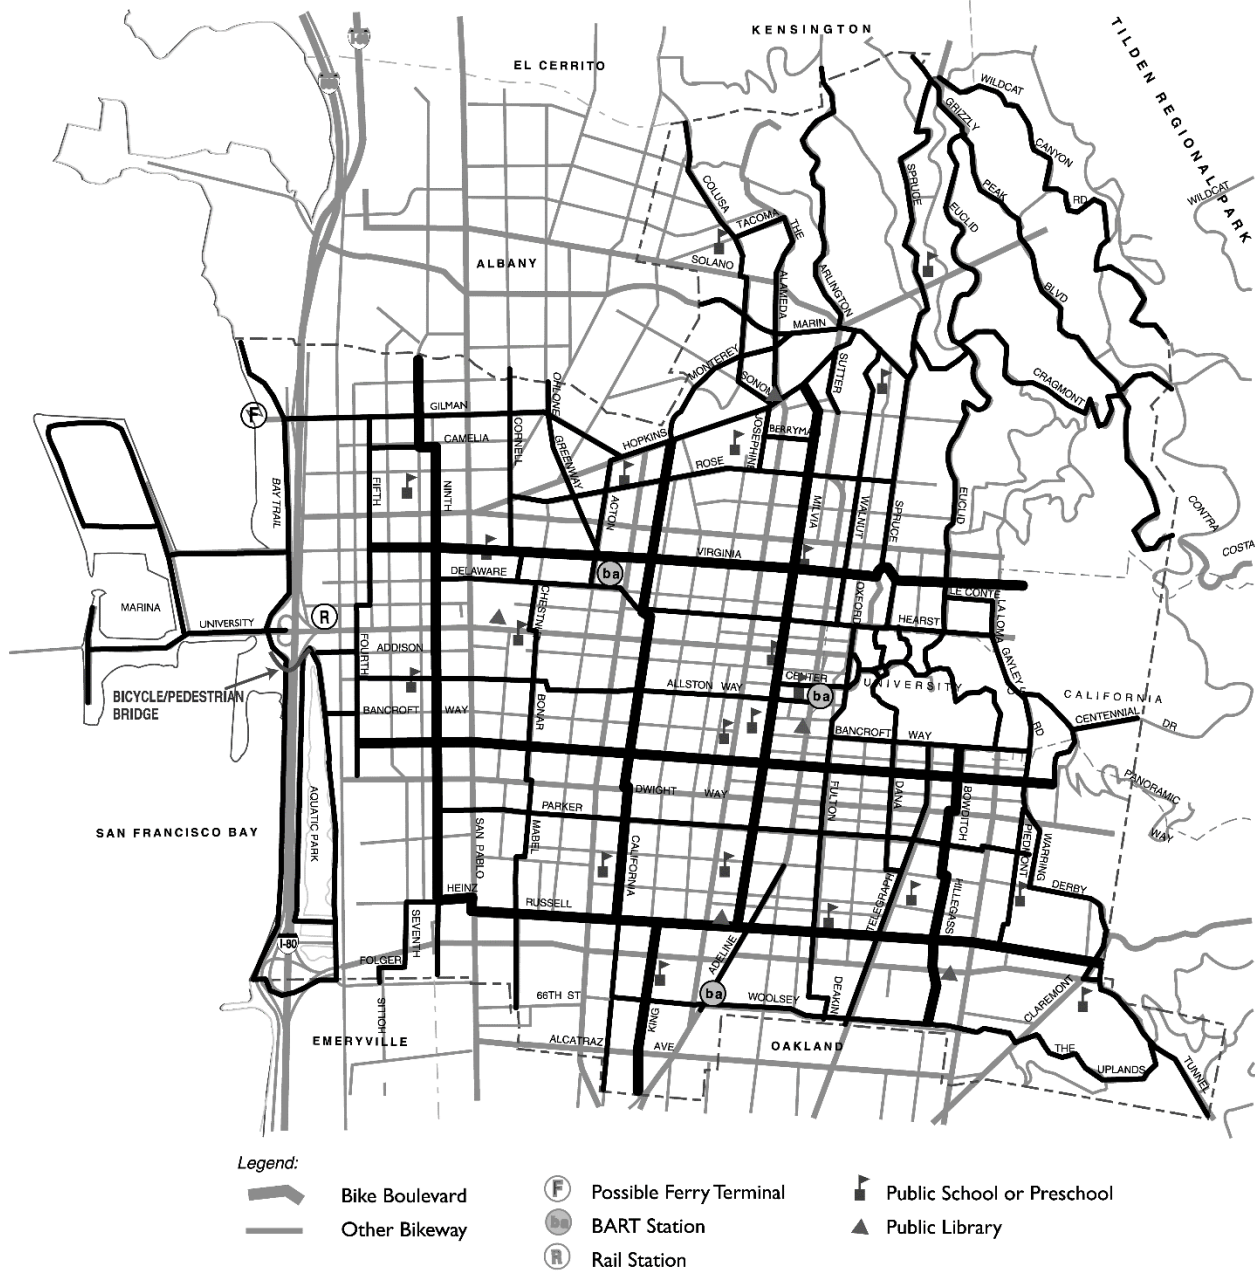 KENSINGTON
TILDEN REGIONAL PARK
EL CERRITO
WILDCAT
GRIZZLY
CANYON
RD
WILDCAT
SPRUCE
PEAK
COLUSA
EUCLID
TACOMA
THE
SOLANO
ALBANY
ALAMEDA
ARLINGTON
BLVD
MARIN
MONTEREY
SUTTER
SONOM
CRAGMONT
OHLONE
GREENWAY
F
GILMAN
CAMELIA
CORNELL
HOPKINS
JOSEPHINE
BERRYMA
ROSE
FIFTH
NINTH
BAY TRAIL
ACTON
MILVIA
WALNUT
SPRUCE
EUCLID
CONTRA
COSTA
VIRGINIA
DELAWARE
ba
LE CONTE
LA LOMA
OXFORD
CHESTNUT
MARINA
R
UNIVERSITY
HEARST
FOURTH
ADDISON
GAYLEY
RD
CENTER
UNIVERSITY
CALIFORNIA
ALLSTON WAY
ba
BICYCLE/PEDESTRIAN
BRIDGE
BONAR
BANCROFT WAY
CENTENNIAL
DR
BANCROFT WAY
PANORAMIC
WAY
DWIGHT WAY
FULTON
DANA
BOWDITCH
AQUATIC PARK
PARKER
SAN FRANCISCO BAY
SAN PABLO
MABEL
CALIFORNIA
PIEDMONT
WARRING
DERBY
HEINZ
RUSSELL
TELEGRAPH
HILLEGASS
SEVENTH
I-80
FOLGER
ADELINE
66TH ST
ba
WOOLSEY
DEAKIN
CLAREMONT
HOLLIS
KING
EMERYVILLE
ALCATRAZ
AVE
OAKLAND
THE
UPLANDS
TUNNEL
Legend:
Bike Boulevard
Other Bikeway
F
Possible Ferry Terminal
ba
BART Station
R
Rail Station
Public School or Preschool
Public Library